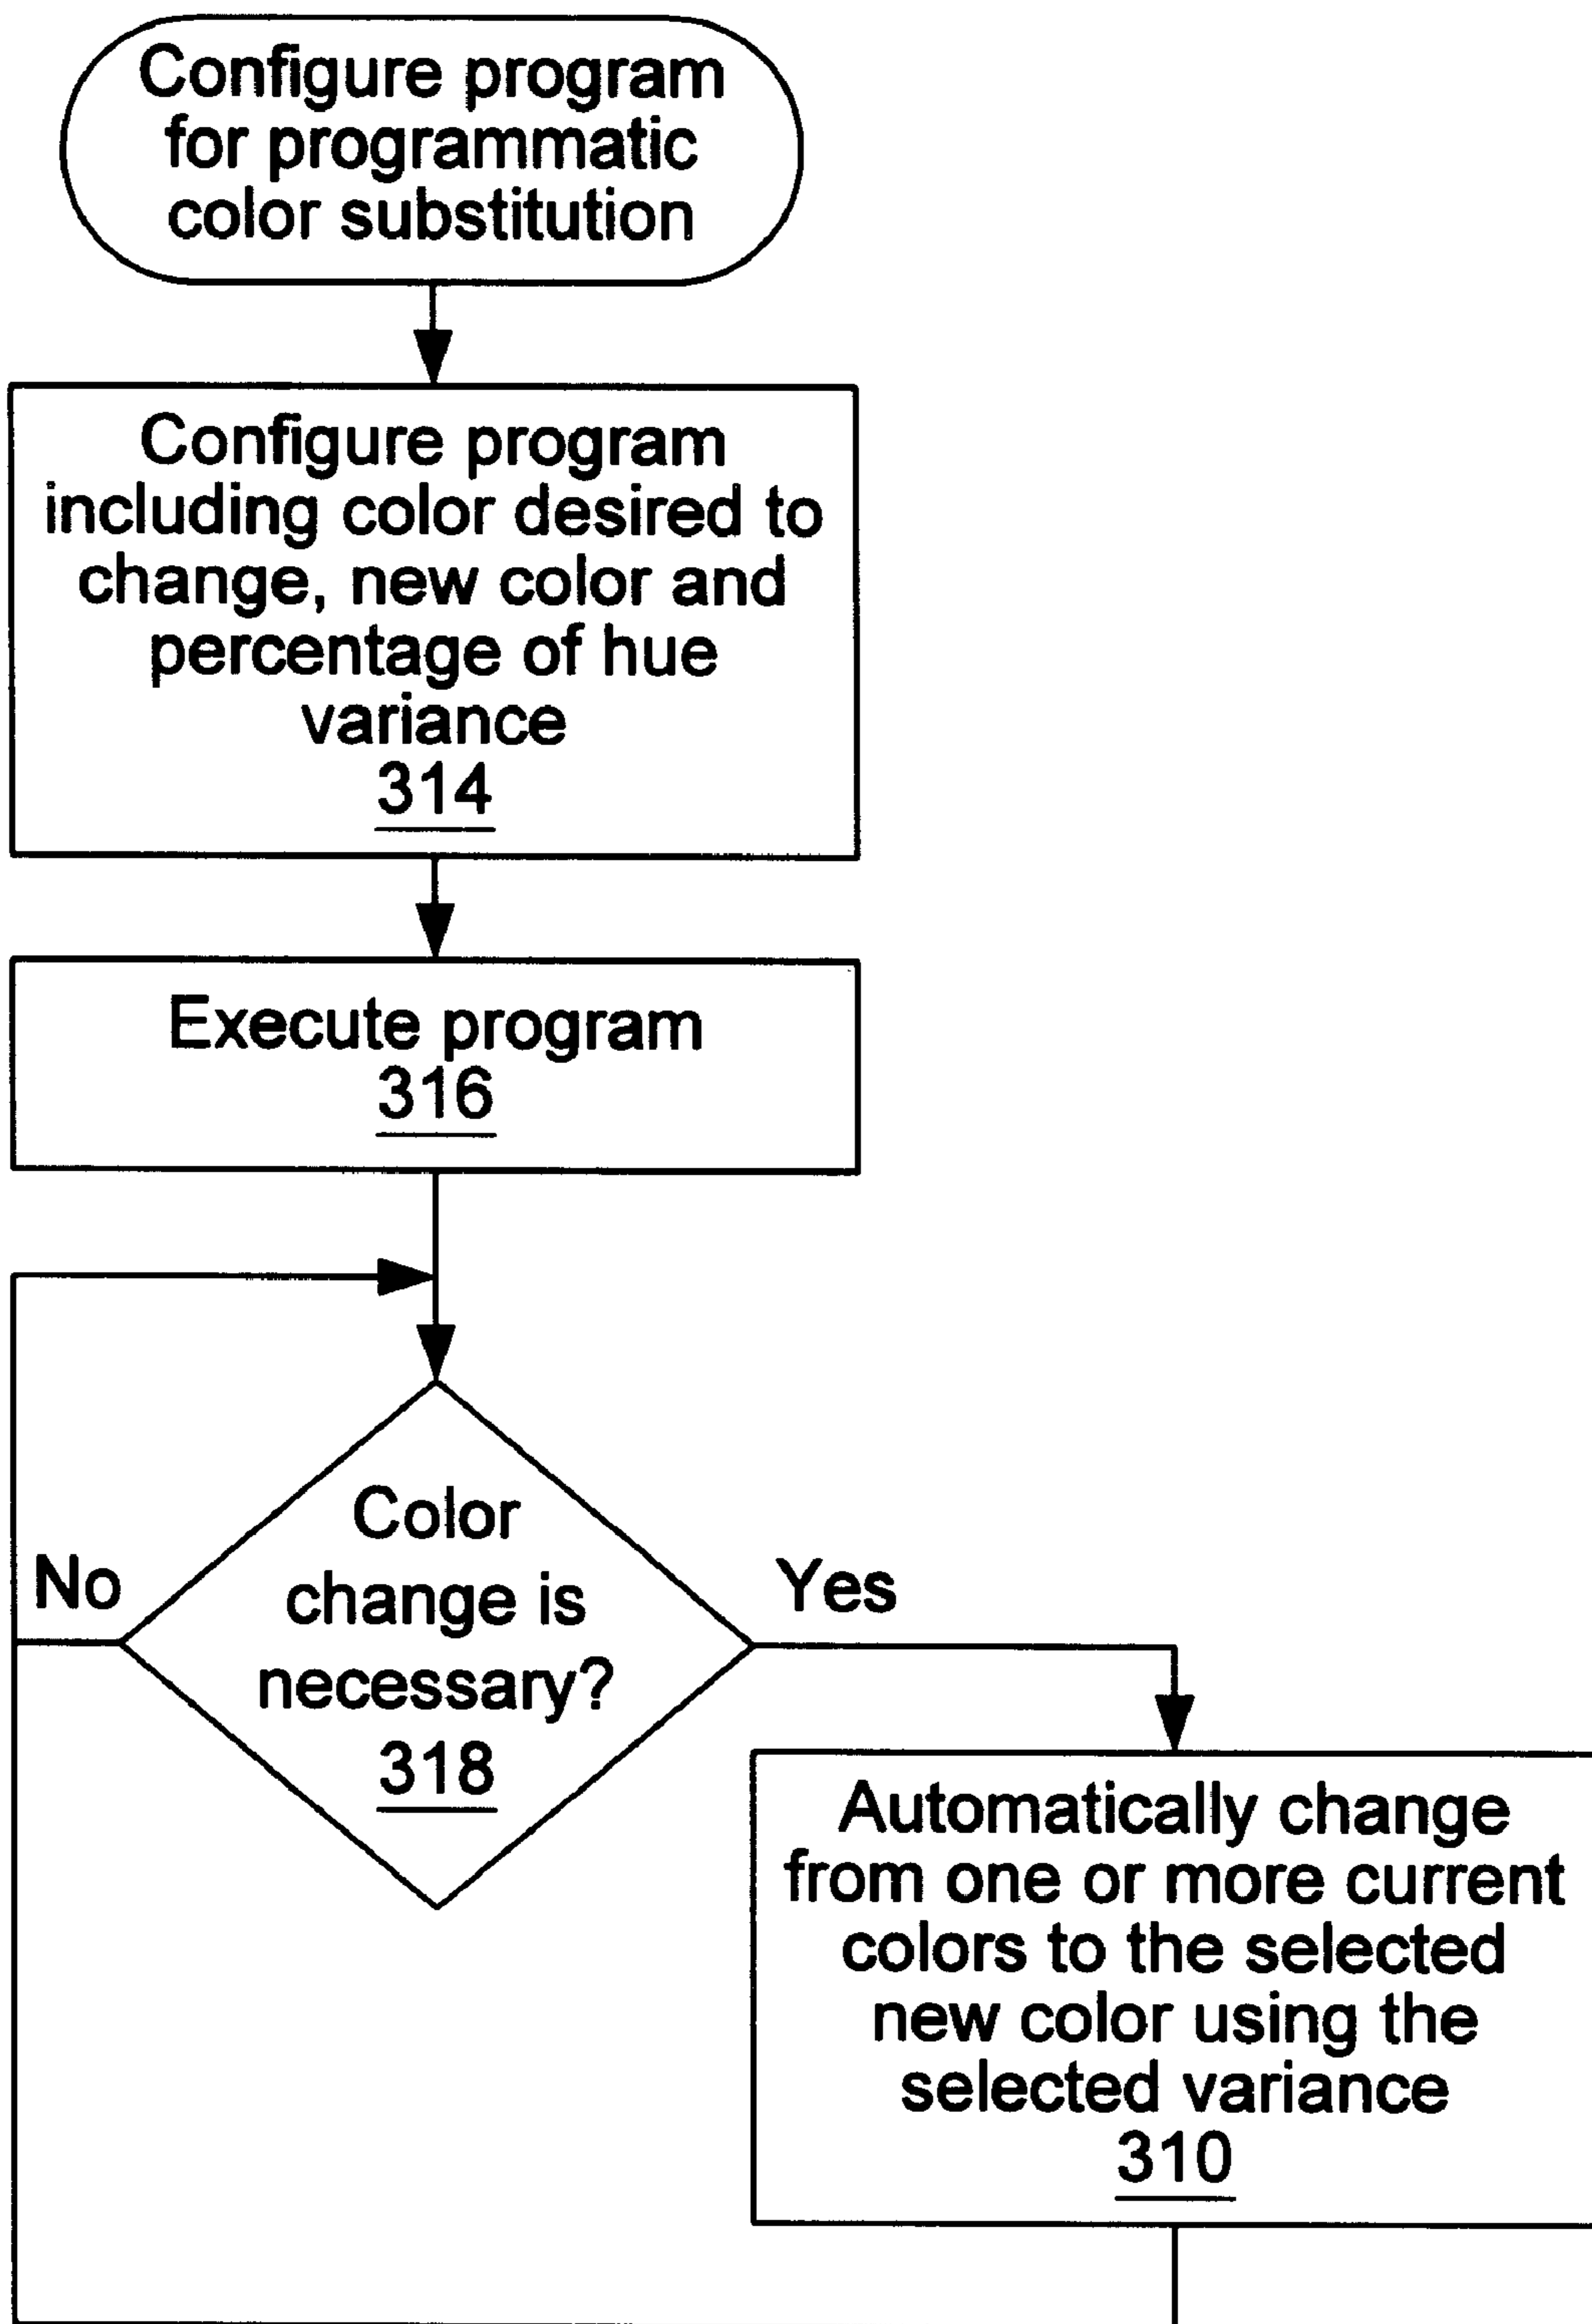 Configure program
for programmatic
color substitution
Configure program
including color desired to
change, new color and
percentage of hue
variance
314
Execute program
316
Color
change is
necessary?
318
No
Yes
Automatically change
from one or more current
colors to the selected
new color using the
selected variance
310